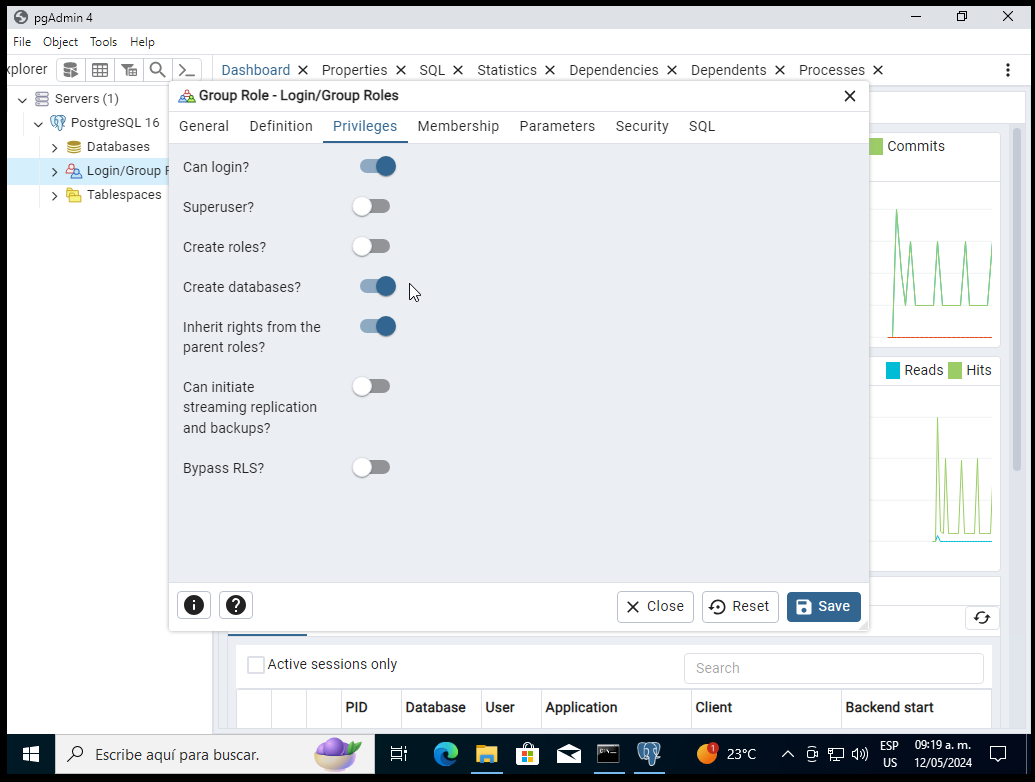 pgAdmin 4
File Object Tools Help
xplorer Dashboard Properties SQL Statistics Dependencies Dependents Processes
Servers (1)
PostgreSQL 16
Databases
Login/Group R
Tablespaces
Group Role - Login/Group Roles
General Definition Privileges Membership Parameters Security SQL
Can login?
Superuser?
Create roles?
Create databases?
Inherit rights from the
parent roles?
Can initiate
streaming replication
and backups?
Bypass RLS?
Close Reset Save
Commits
Reads Hits
Active sessions only
Search
PID Database User Application Client Backend start
Escribe aquí para buscar.
1
23°C
ESP
US
09:19 a. m.
12/05/2024